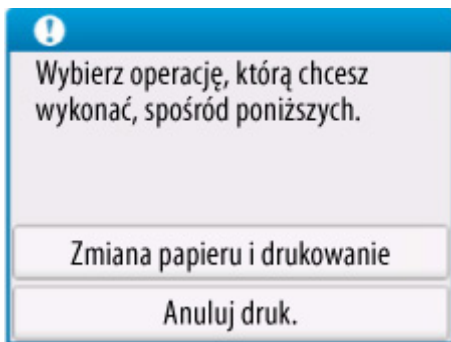 Wybierz operację, którą chcesz
wykonać, spośród poniższych.
Zmiana papieru i drukowanie
Anuluj druk.